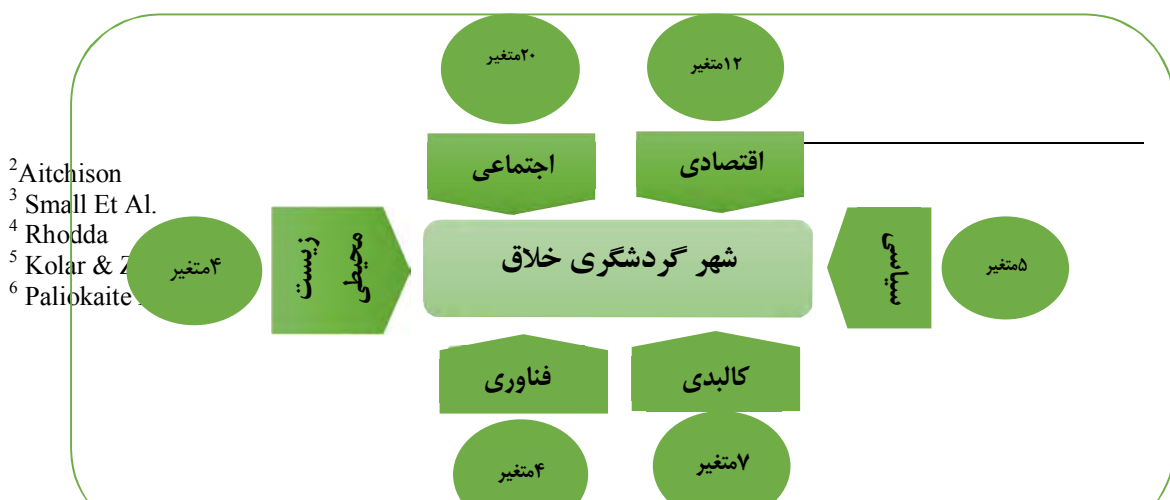 ۲۰متغیر
۱۲متغیر
اجتماعی
اقتصادی
2Aitchison
3 Small Et Al.
4 Rhodda
5 Kolar &
6 Paliokaite
۴متغیر
زیست
محیطی
شهر گردشگری خلاق
سیاسی
۵متغیر
فناوری
کالبدی
۴متغیر
۷متغیر